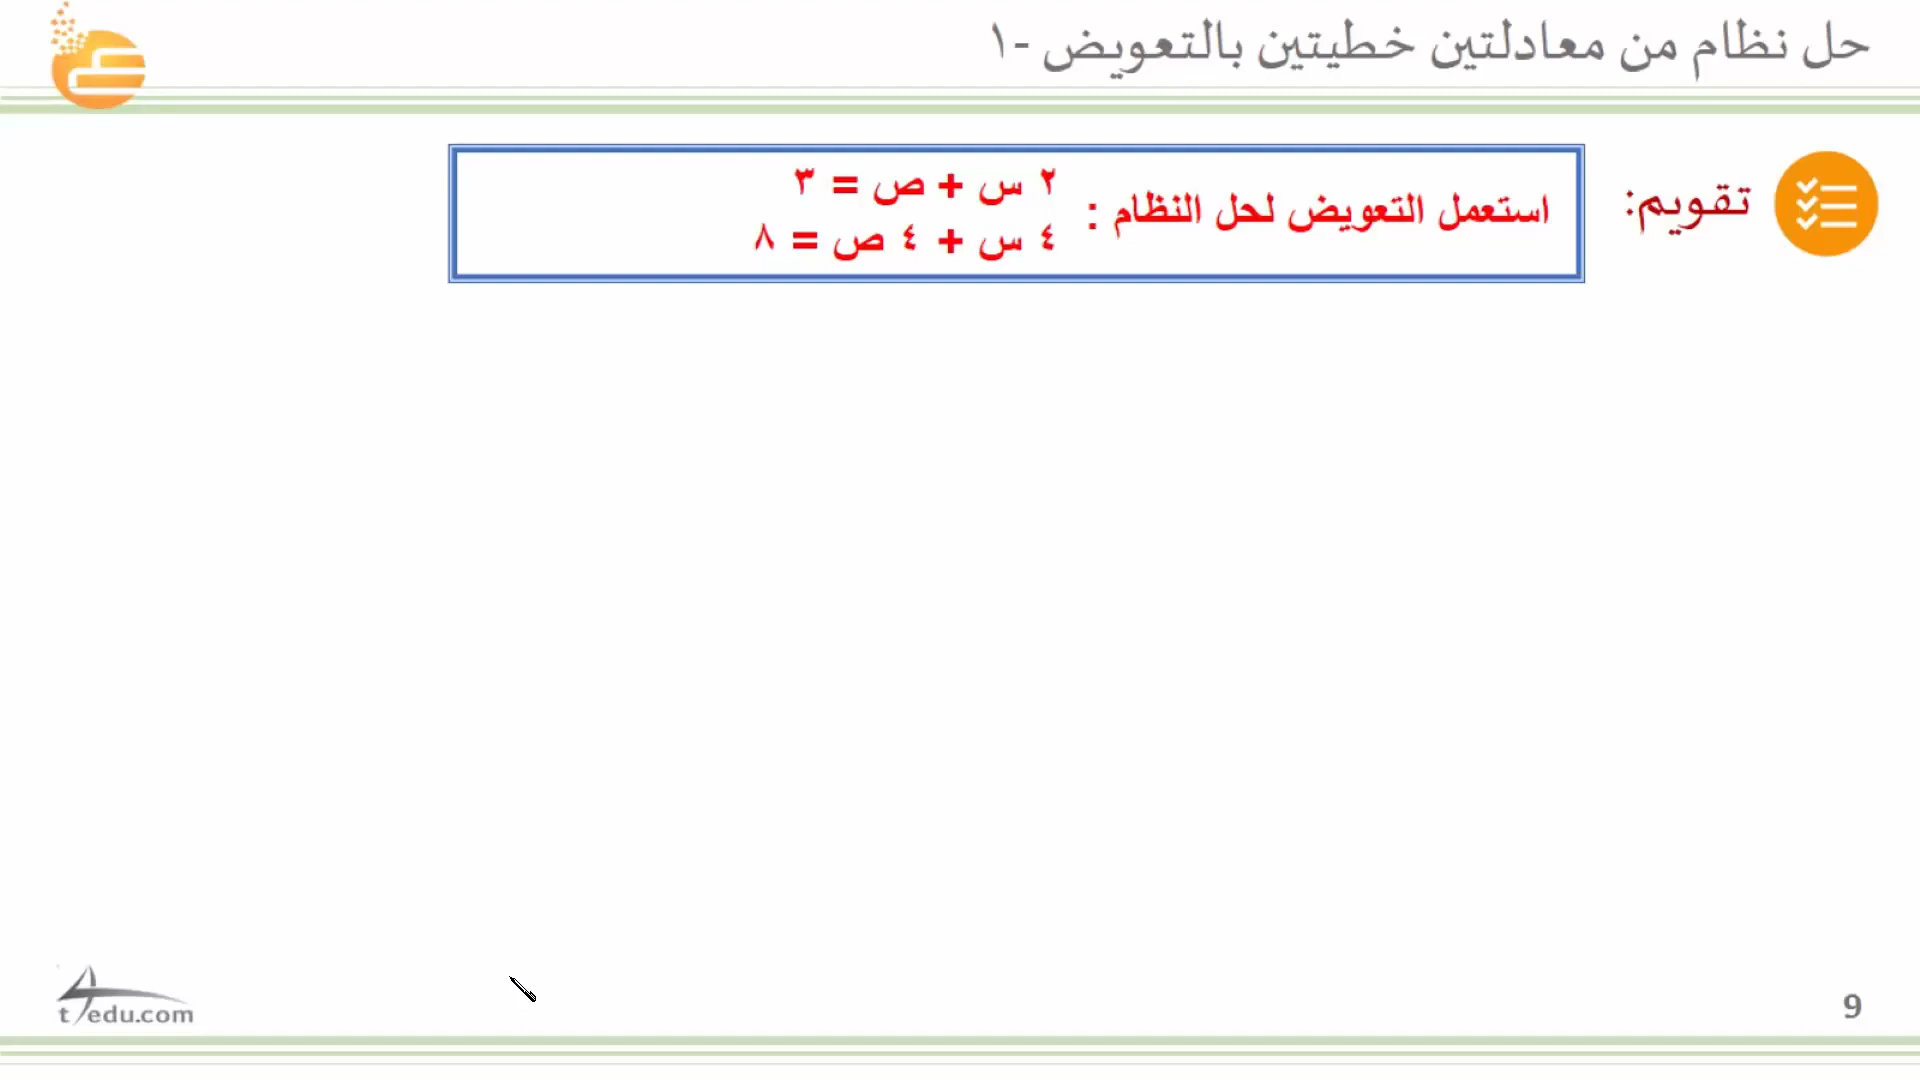 حل نظام من معادلتين خطيتين بالتعويض -١
تقويم:
استعمل التعويض لحل النظام :
٢ س + ص = ٣
٤ س + ٤ ص = ٨
t4edu.com
9